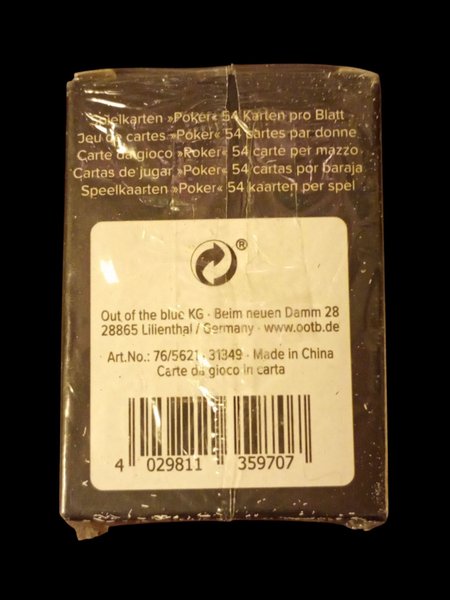 Spielkarten »Poker« 54 Karten pro Blatt
Jeu de cartes »Poker« 54 cartes par donne
Carte da gioco »Poker« 54 carte per mazzo
Cartas de jugar »Poker« 54 cartas por baraja
Speelkaarten »Poker« 54 kaarten per spel
®
Out of the blue KG · Beim neuen Damm 28
28865 Lilienthal / Germany · www.ootb.de
Art.No.: 76/5621 · 31349 · Made in China
Carte da gioco in carta
4 029811 359707